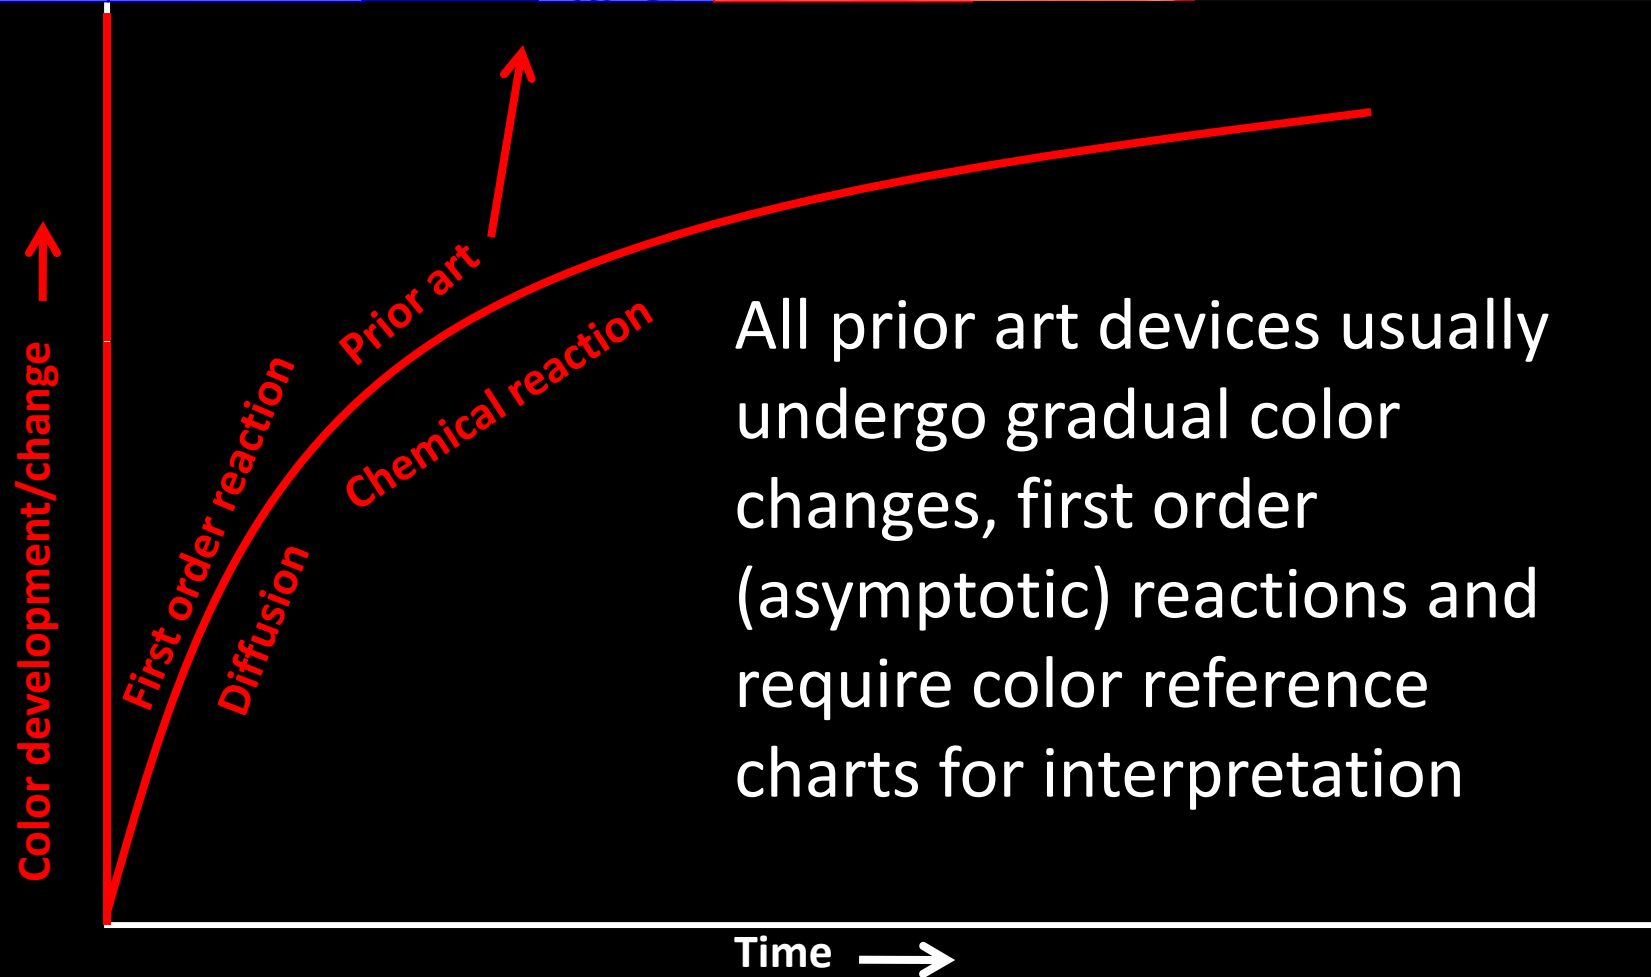 Color development/change
First order reaction
Prior art
Diffusion
Chemical reaction
All prior art devices usually
undergo gradual color
changes, first order
(asymptotic) reactions and
require color reference
charts for interpretation
Time